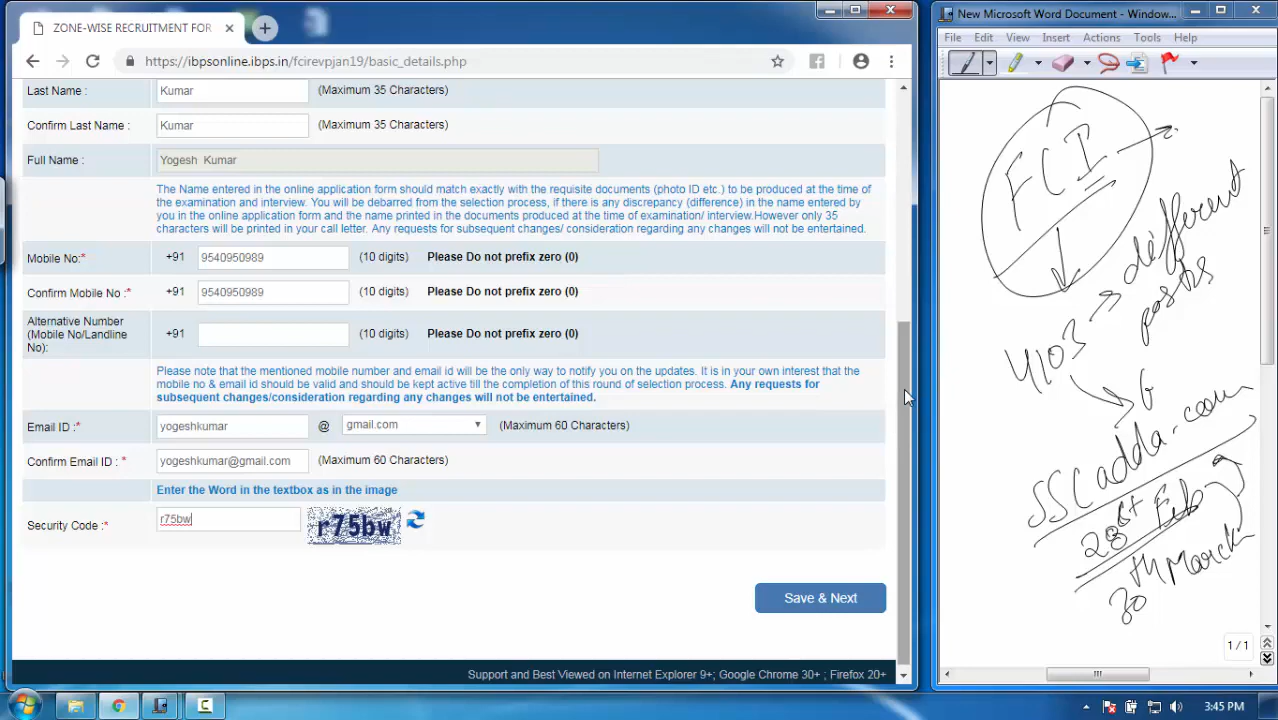 ZONE-WISE RECRUITMENT FOR
https://ibpsonline.ibps.in/fcirevpjan19/basic_details.php
Last Name :
Kumar
(Maximum 35 Characters)
Confirm Last Name :
Kumar
(Maximum 35 Characters)
Full Name :
Yogesh Kumar
The Name entered in the online application form should match exactly with the requisite documents (photo ID etc.) to be produced at the time of
the examination and interview. You will be debarred from the selection process, if there is any discrepancy (difference) in the name entered by
you in the online application form and the name printed in the documents produced at the time of examination/ interview.However only 35
characters will be printed in your call letter. Any requests for subsequent changes/ consideration regarding any changes will not be entertained.
Mobile No:*
+91
9540950989
(10 digits)
Please Do not prefix zero (0)
Confirm Mobile No :*
+91
9540950989
(10 digits)
Please Do not prefix zero (0)
Alternative Number
(Mobile No/Landline
No):
+91
(10 digits)
Please Do not prefix zero (0)
Please note that the mentioned mobile number and email id will be the only way to notify you on the updates. It is in your own interest that the
mobile no & email id should be valid and should be kept active till the completion of this round of selection process. Any requests for
subsequent changes/consideration regarding any changes will not be entertained.
Email ID :*
yogeshkumar
@
gmail.com
(Maximum 60 Characters)
Confirm Email ID : *
yogeshkumar@gmail.com
(Maximum 60 Characters)
Enter the Word in the textbox as in the image
Security Code :*
r75bw
r75bw
Save & Next
Support and Best Viewed on Internet Explorer 9+; Google Chrome 30+ ; Firefox 20+
New Microsoft Word Document - Window...
File Edit View Insert Actions Tools Help
FCI
different
posts
4103
6
SSCadda.com
28st Feb
30th March
1 / 1
3:45 PM